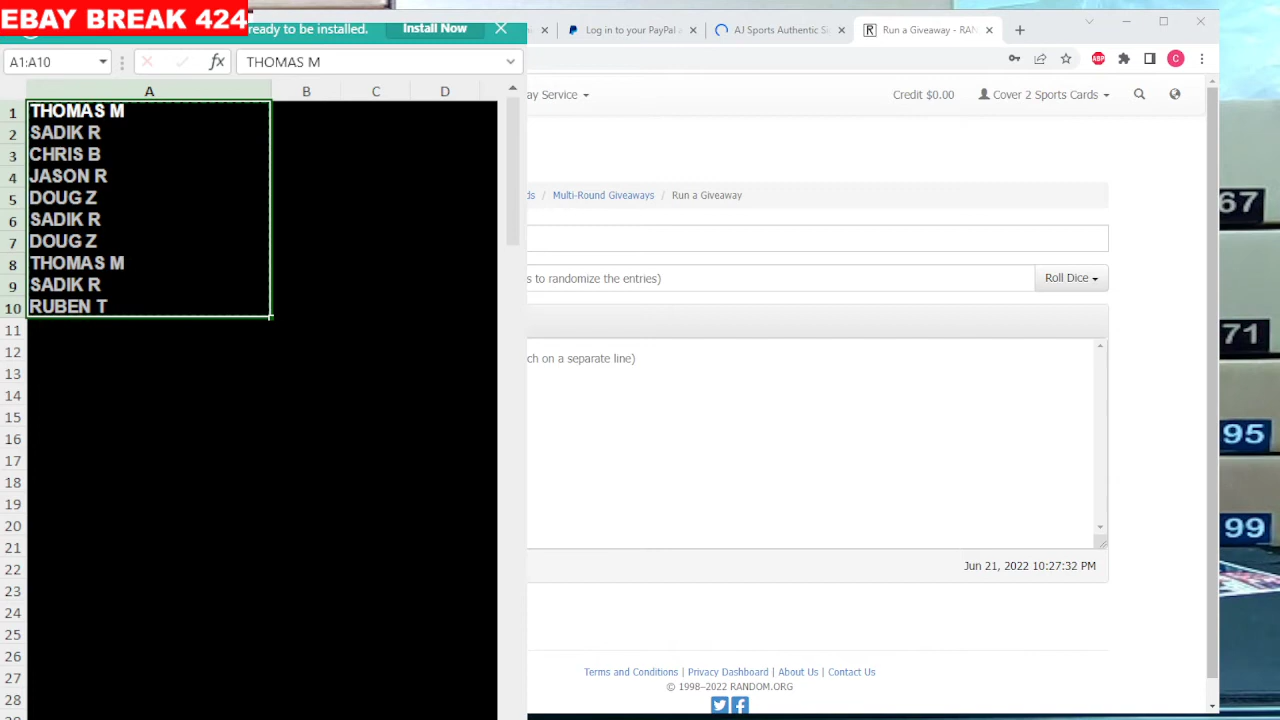 EBAY BREAK 424
ready to be installed.
Install Now
A1:A10
fx
THOMAS M
A
B
C
D
1 THOMAS M
2 SADIK R
3 CHRIS B
4 JASON R
5 DOUG Z
6 SADIK R
7 DOUG Z
8 THOMAS M
9 SADIK R
10 RUBEN T
11
12
13
14
15
16
17
18
19
20
21
22
23
24
25
26
27
28
Log in to your PayPal a
AJ Sports Authentic Si
Run a Giveaway - RAN
ABP
C
ay Service
Credit $0.00
Cover 2 Sports Cards
ds / Multi-Round Giveaways / Run a Giveaway
s to randomize the entries)
Roll Dice
ch on a separate line)
Jun 21, 2022 10:27:32 PM
Terms and Conditions | Privacy Dashboard | About Us | Contact Us
© 1998–2022 RANDOM.ORG
67
71
95
99